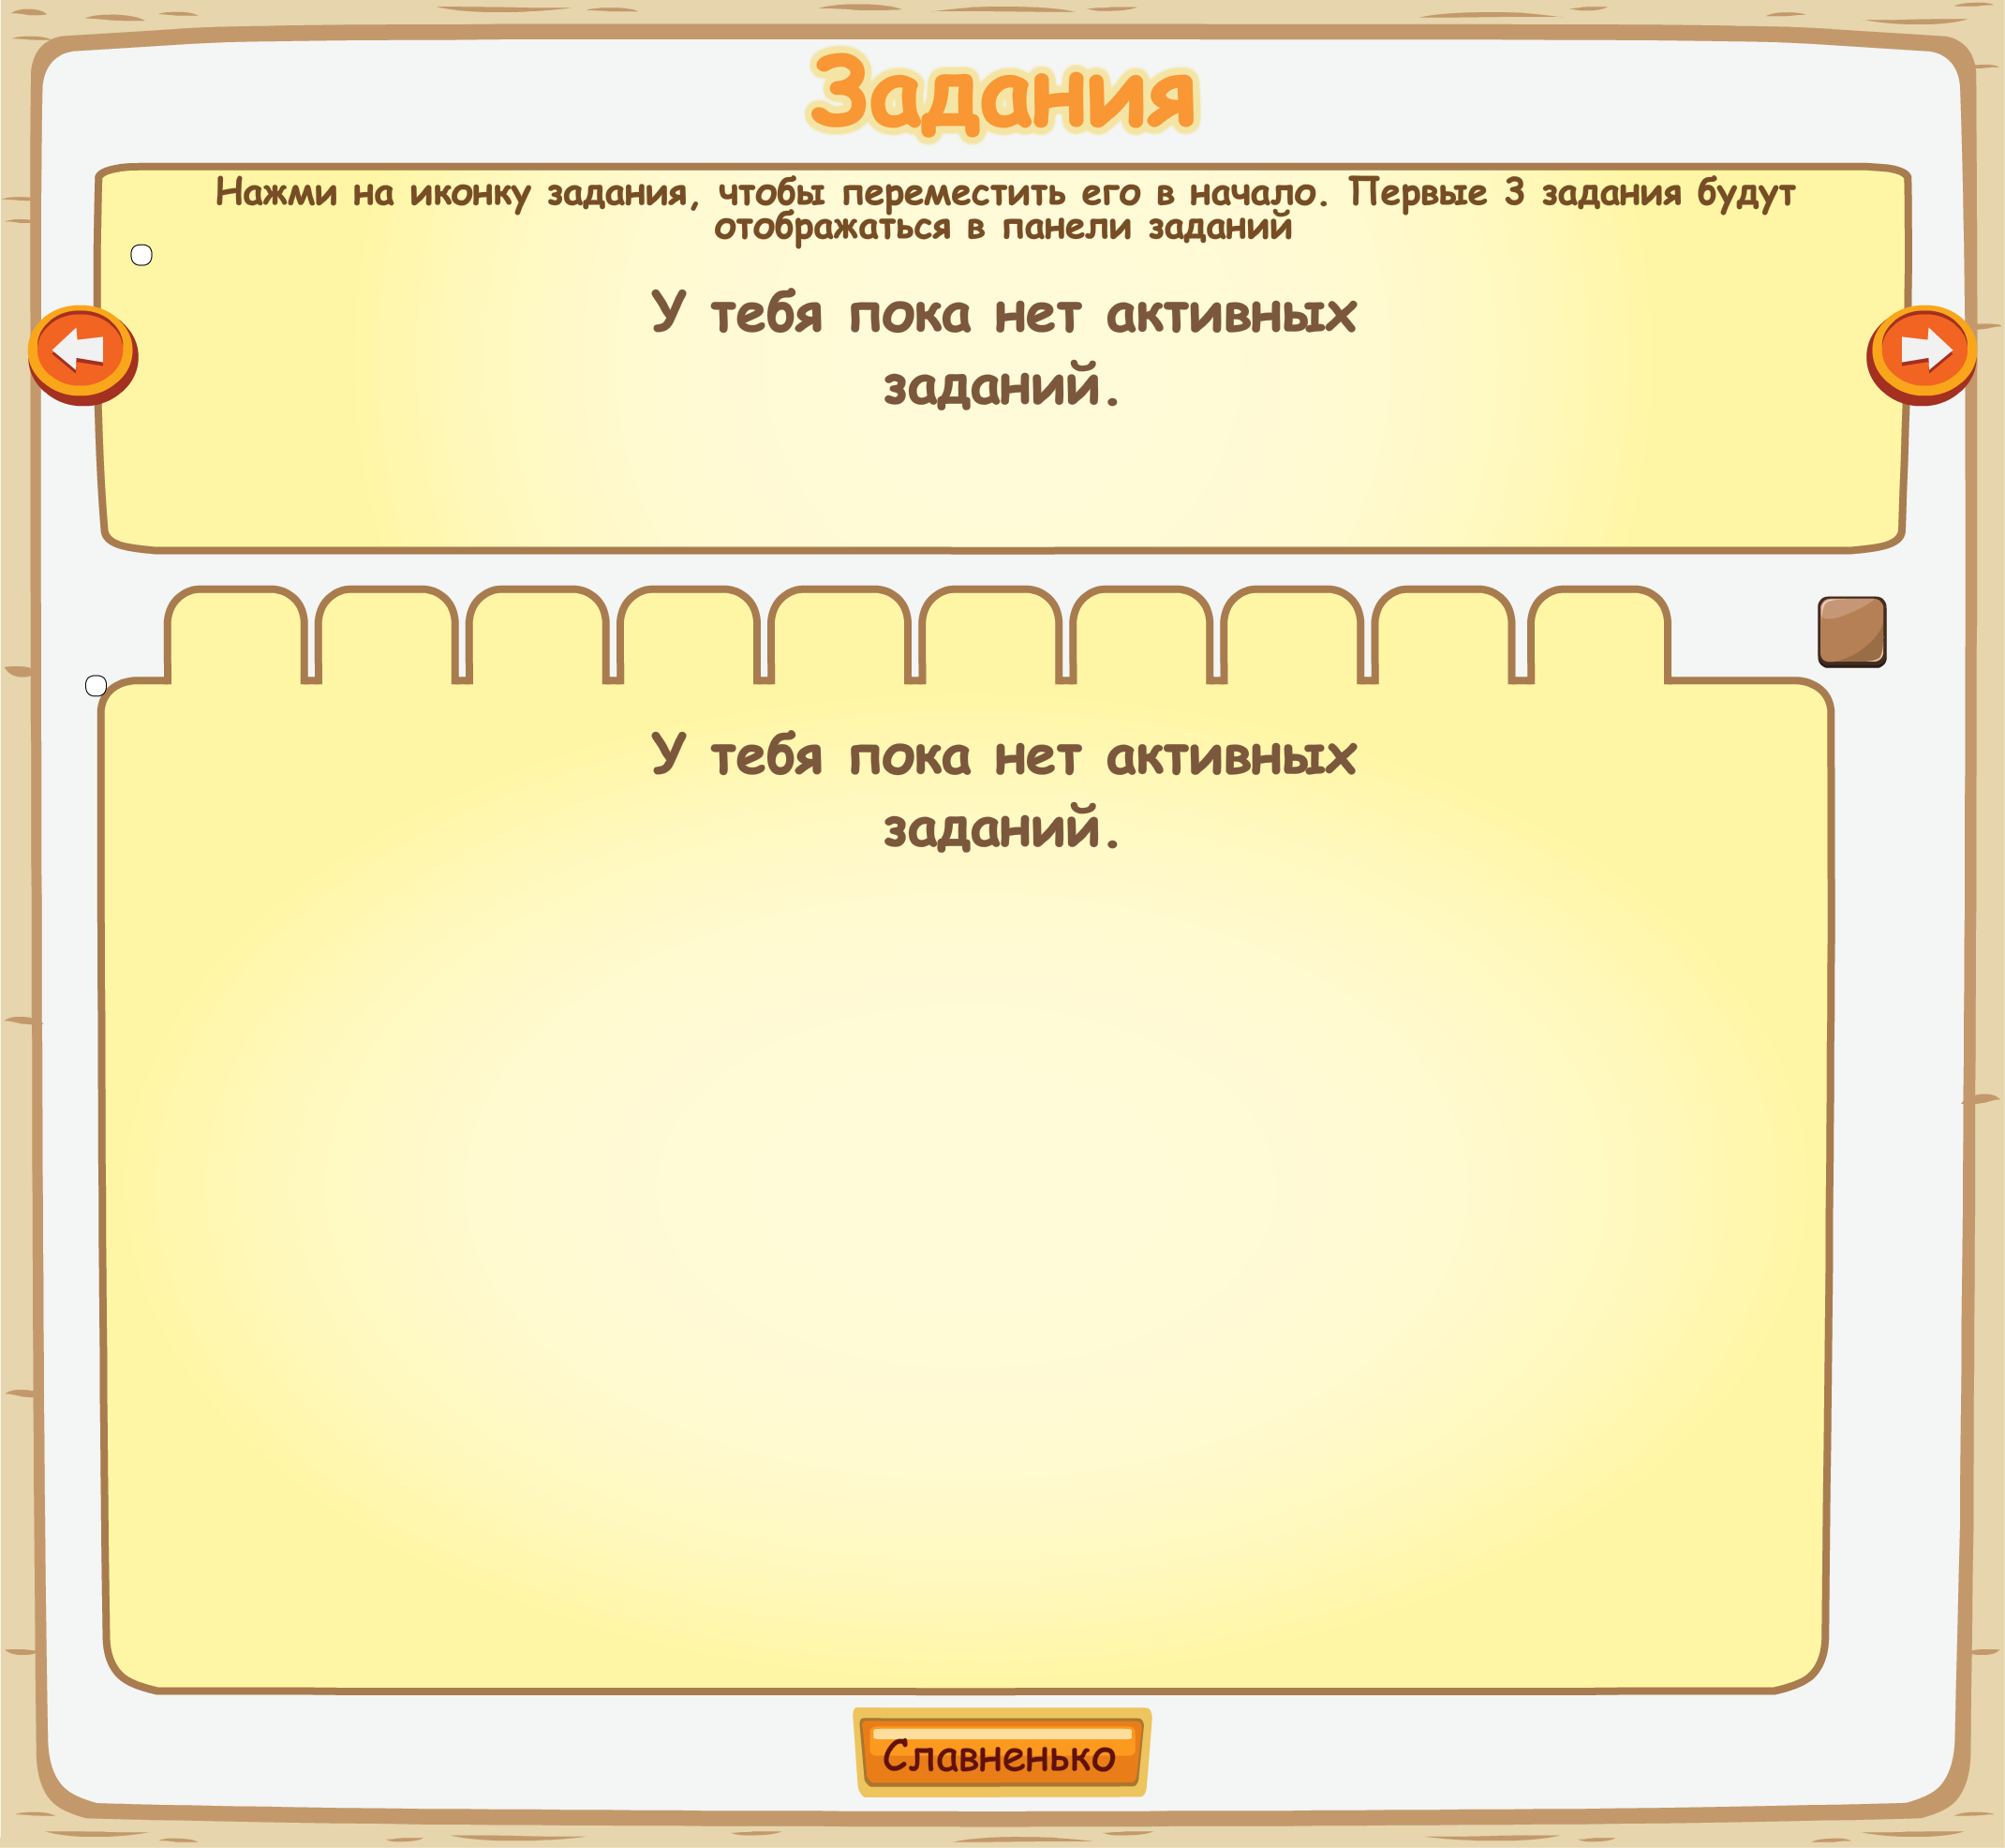 Задания
Нажми на иконку задания, чтобы переместить его в начало. Первые 3 задания будут
отображаться в панели заданий
У тебя пока нет активных
заданий.
У тебя пока нет активных
заданий.
Славненько